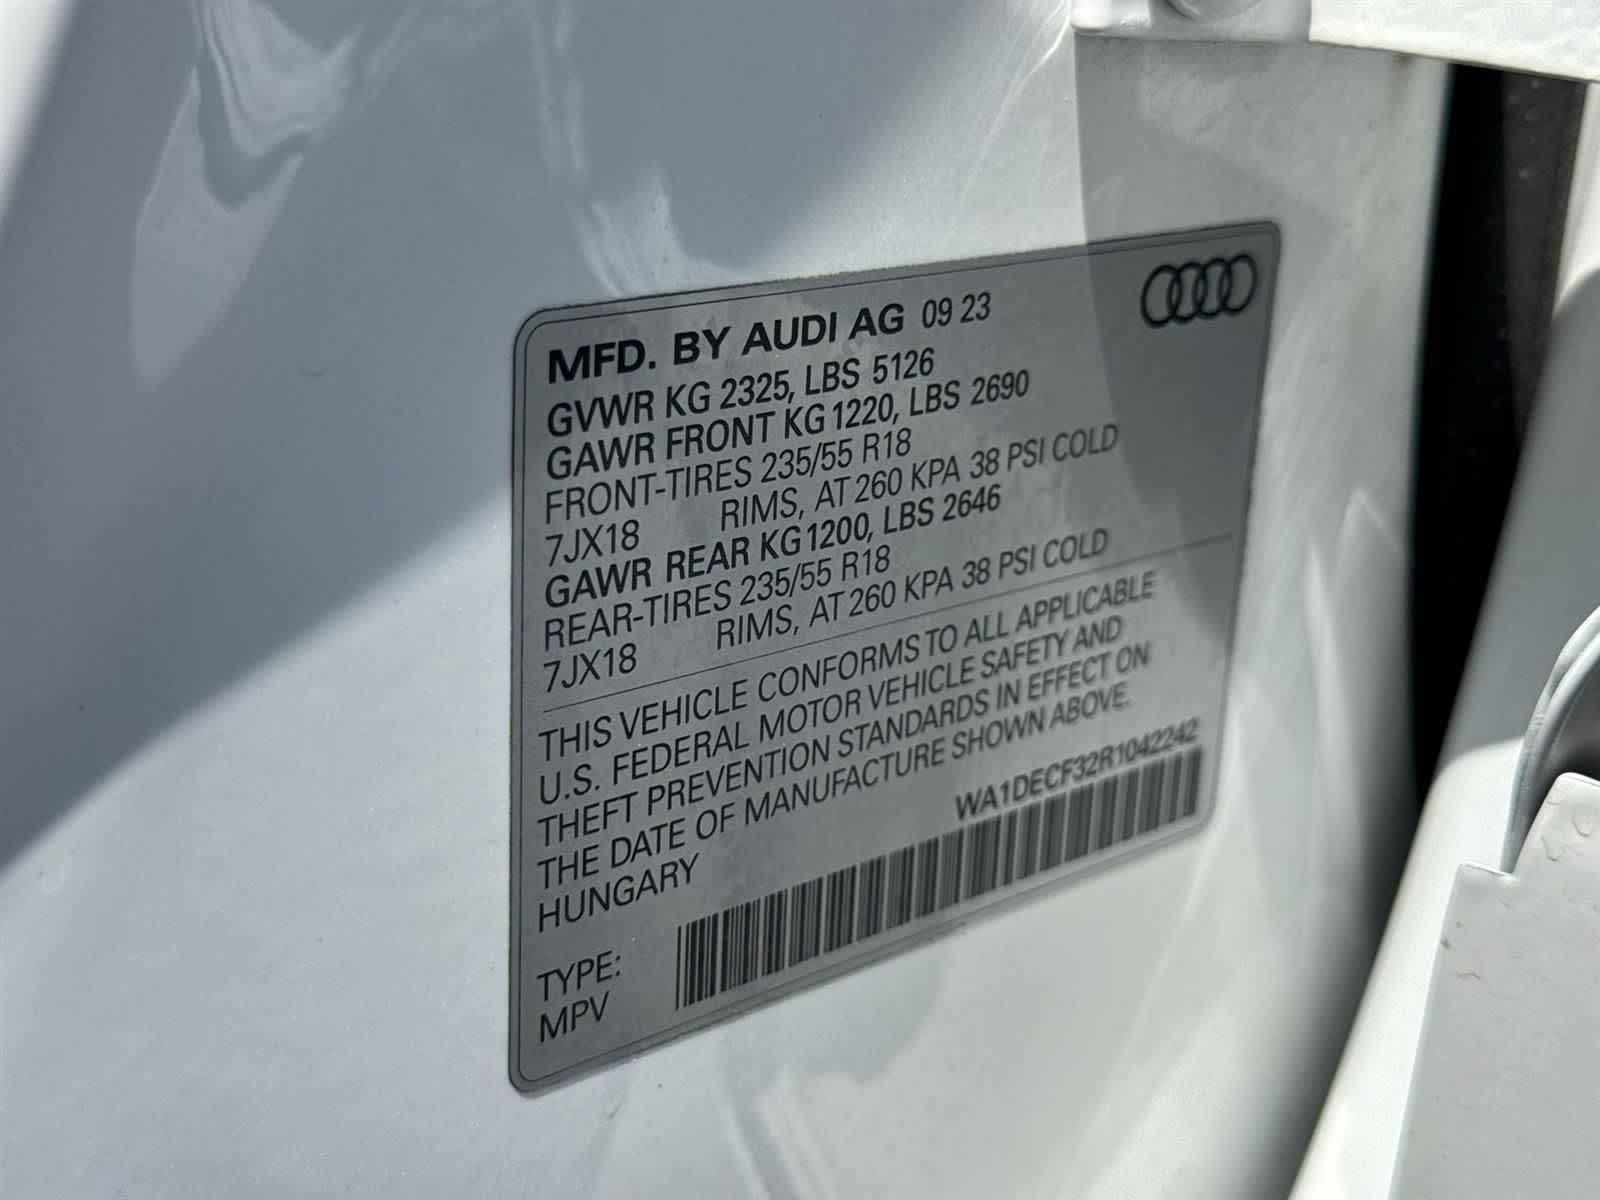 MFD. BY AUDI AG 09 23
GVWR KG 2325, LBS 5126
GAWR FRONT KG 1220, LBS 2690
FRONT-TIRES 235/55 R18
7JX18 RIMS, AT 260 KPA 38 PSI COLD
GAWR REAR KG 1200, LBS 2646
REAR-TIRES 235/55 R18
7JX18 RIMS, AT 260 KPA 38 PSI COLD
THIS VEHICLE CONFORMS TO ALL APPLICABLE
U.S. FEDERAL MOTOR VEHICLE SAFETY AND
THEFT PREVENTION STANDARDS IN EFFECT ON
THE DATE OF MANUFACTURE SHOWN ABOVE.
HUNGARY WA1DECF32R1042242
TYPE:
MPV